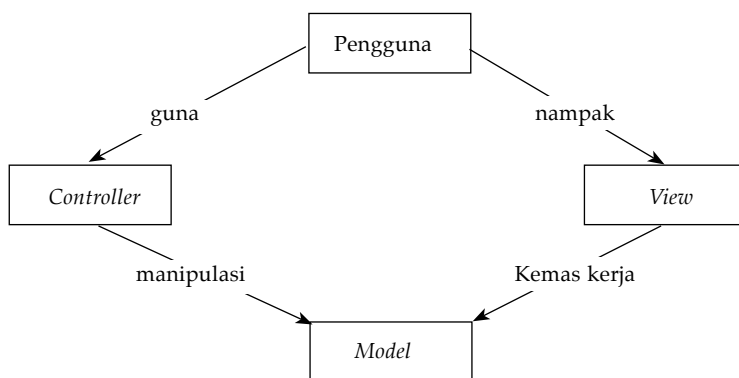 Pengguna
guna
nampak
Controller
View
manipulasi
Kemas kerja
Model